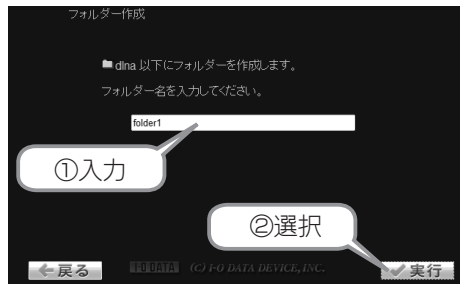 フォルダー作成
dlna 以下にフォルダーを作成します。
フォルダー名を入力してください。
folder1
①入力
②選択
戻る
I-O DATA (C) I-O DATA DEVICE, INC.
実行